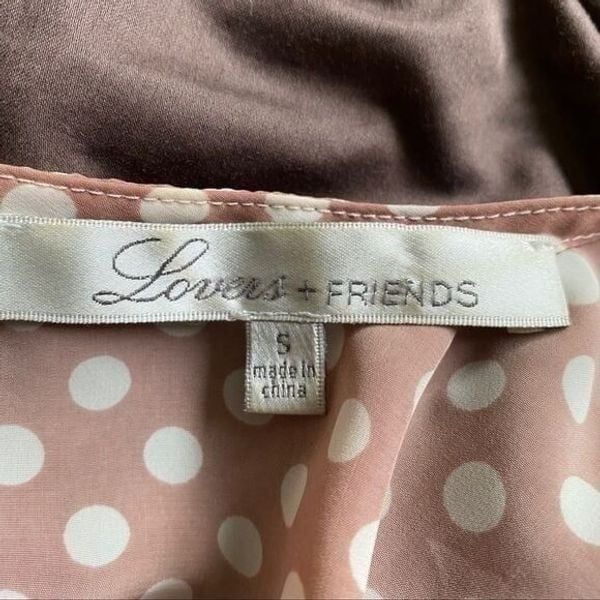 Lovers + FRIENDS
S
made in
china